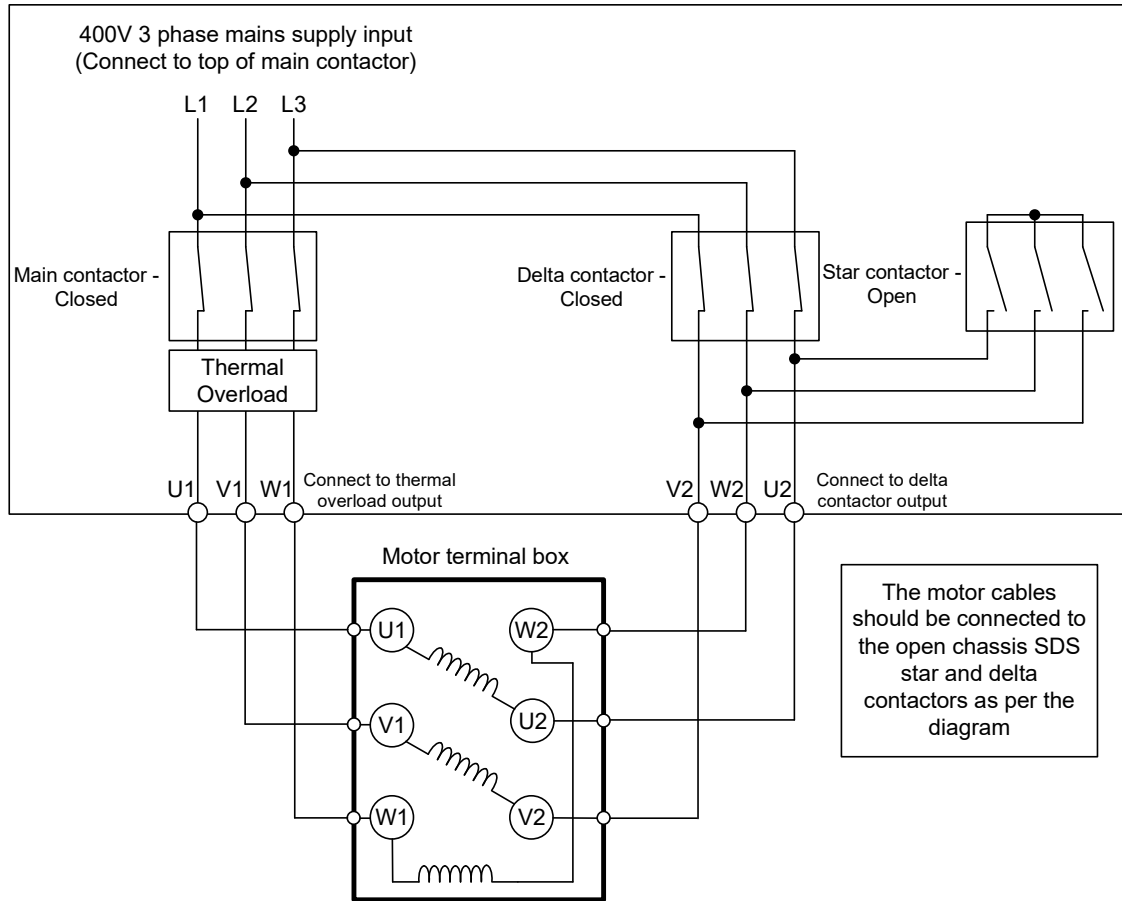 400V 3 phase mains supply input
(Connect to top of main contactor)
L1 L2 L3
Main contactor -
Closed
Delta contactor -
Closed
Star contactor -
Open
Thermal
Overload
U1 V1 W1
Connect to thermal
overload output
V2 W2 U2
Connect to delta
contactor output
Motor terminal box
U1
W2
V1
U2
W1
V2
The motor cables
should be connected to
the open chassis SDS
star and delta
contactors as per the
diagram